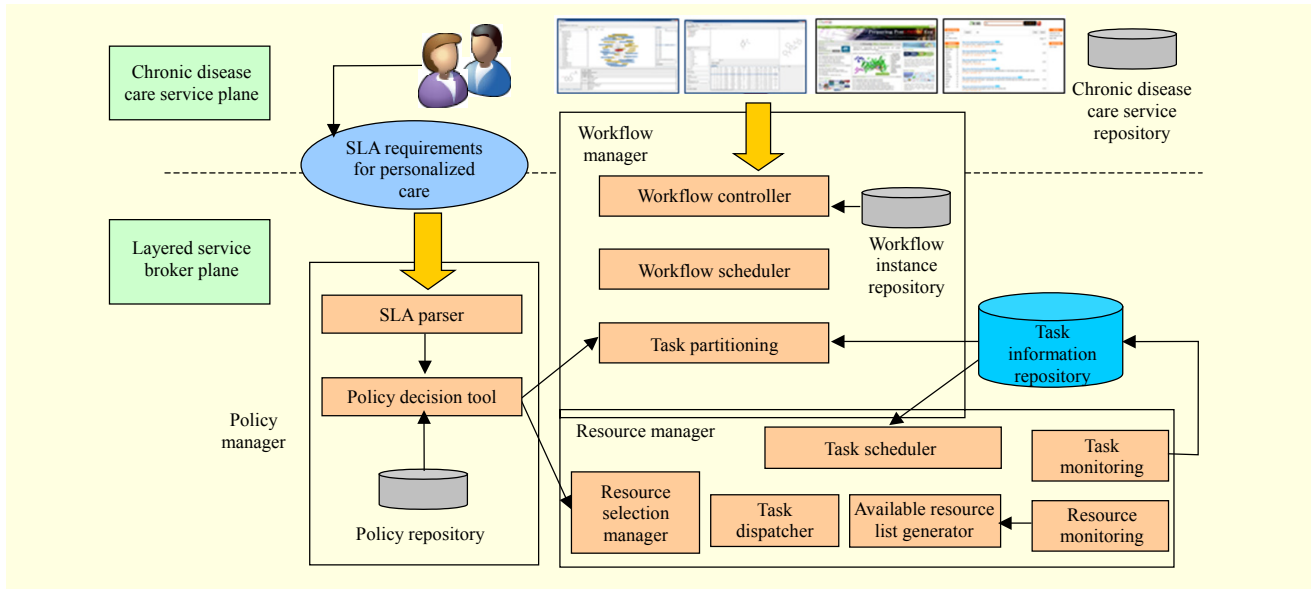 Chronic disease
care service plane
SLA requirements
for personalized
care
Workflow
manager
Chronic disease
care service
repository
Workflow controller
Workflow
instance
repository
Layered service
broker plane
Workflow scheduler
SLA parser
Task partitioning
Task
information
repository
Policy decision tool
Policy
manager
Policy repository
Resource manager
Task scheduler
Task
monitoring
Resource
selection
manager
Task
dispatcher
Available resource
list generator
Resource
monitoring